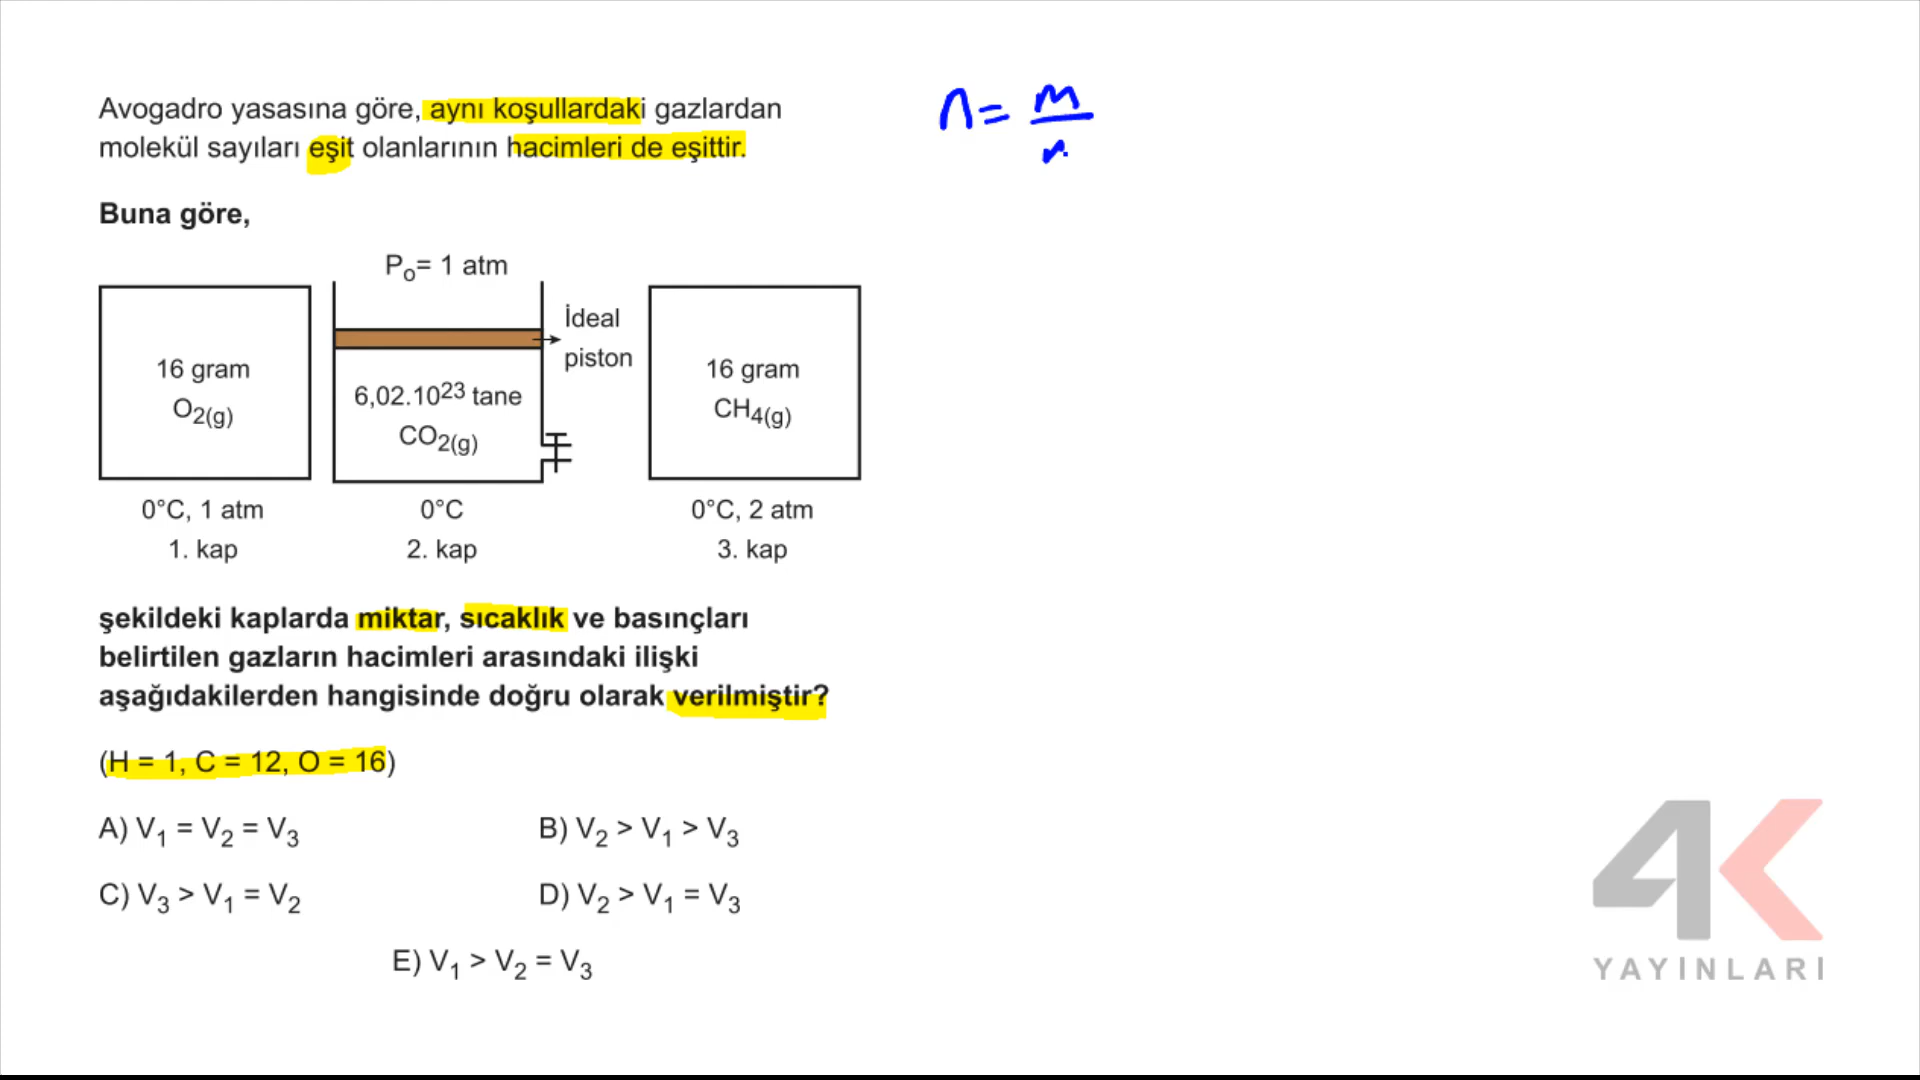 Avogadro yasasına göre, aynı koşullardaki gazlardan
molekül sayıları eşit olanlarının hacimleri de eşittir.
n = m
Buna göre,
P₀= 1 atm
İdeal
piston
16 gram
O₂(g)
6,02.10²³ tane
CO₂(g)
16 gram
CH₄(g)
0°C, 1 atm
1. kap
0°C
2. kap
0°C, 2 atm
3. kap
şekildeki kaplarda miktar, sıcaklık ve basınçları
belirtilen gazların hacimleri arasındaki ilişki
aşağıdakilerden hangisinde doğru olarak verilmiştir?
(H = 1, C = 12, O = 16)
A) V₁ = V₂ = V₃
B) V₂ > V₁ > V₃
C) V₃ > V₁ = V₂
D) V₂ > V₁ = V₃
E) V₁ > V₂ = V₃
4K
YAYINLARI